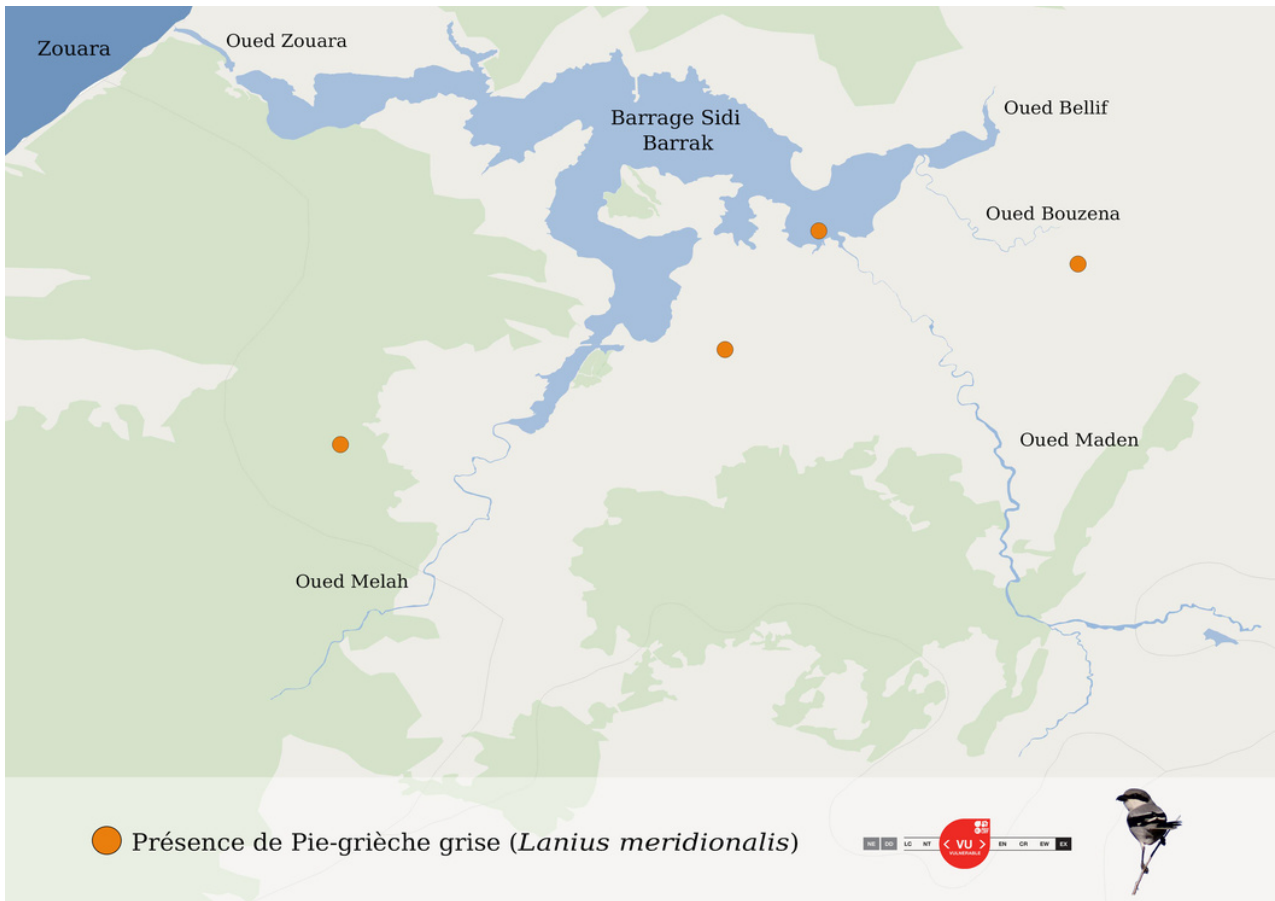 Zouara
Oued Zouara
Barrage Sidi
Barrak
Oued Bellif
Oued Bouzena
Oued Maden
Oued Melah
Présence de Pie-grièche grise (Lanius meridionalis)
NE DD LC NT < VU > EN CR EW EX
VULNERABLE